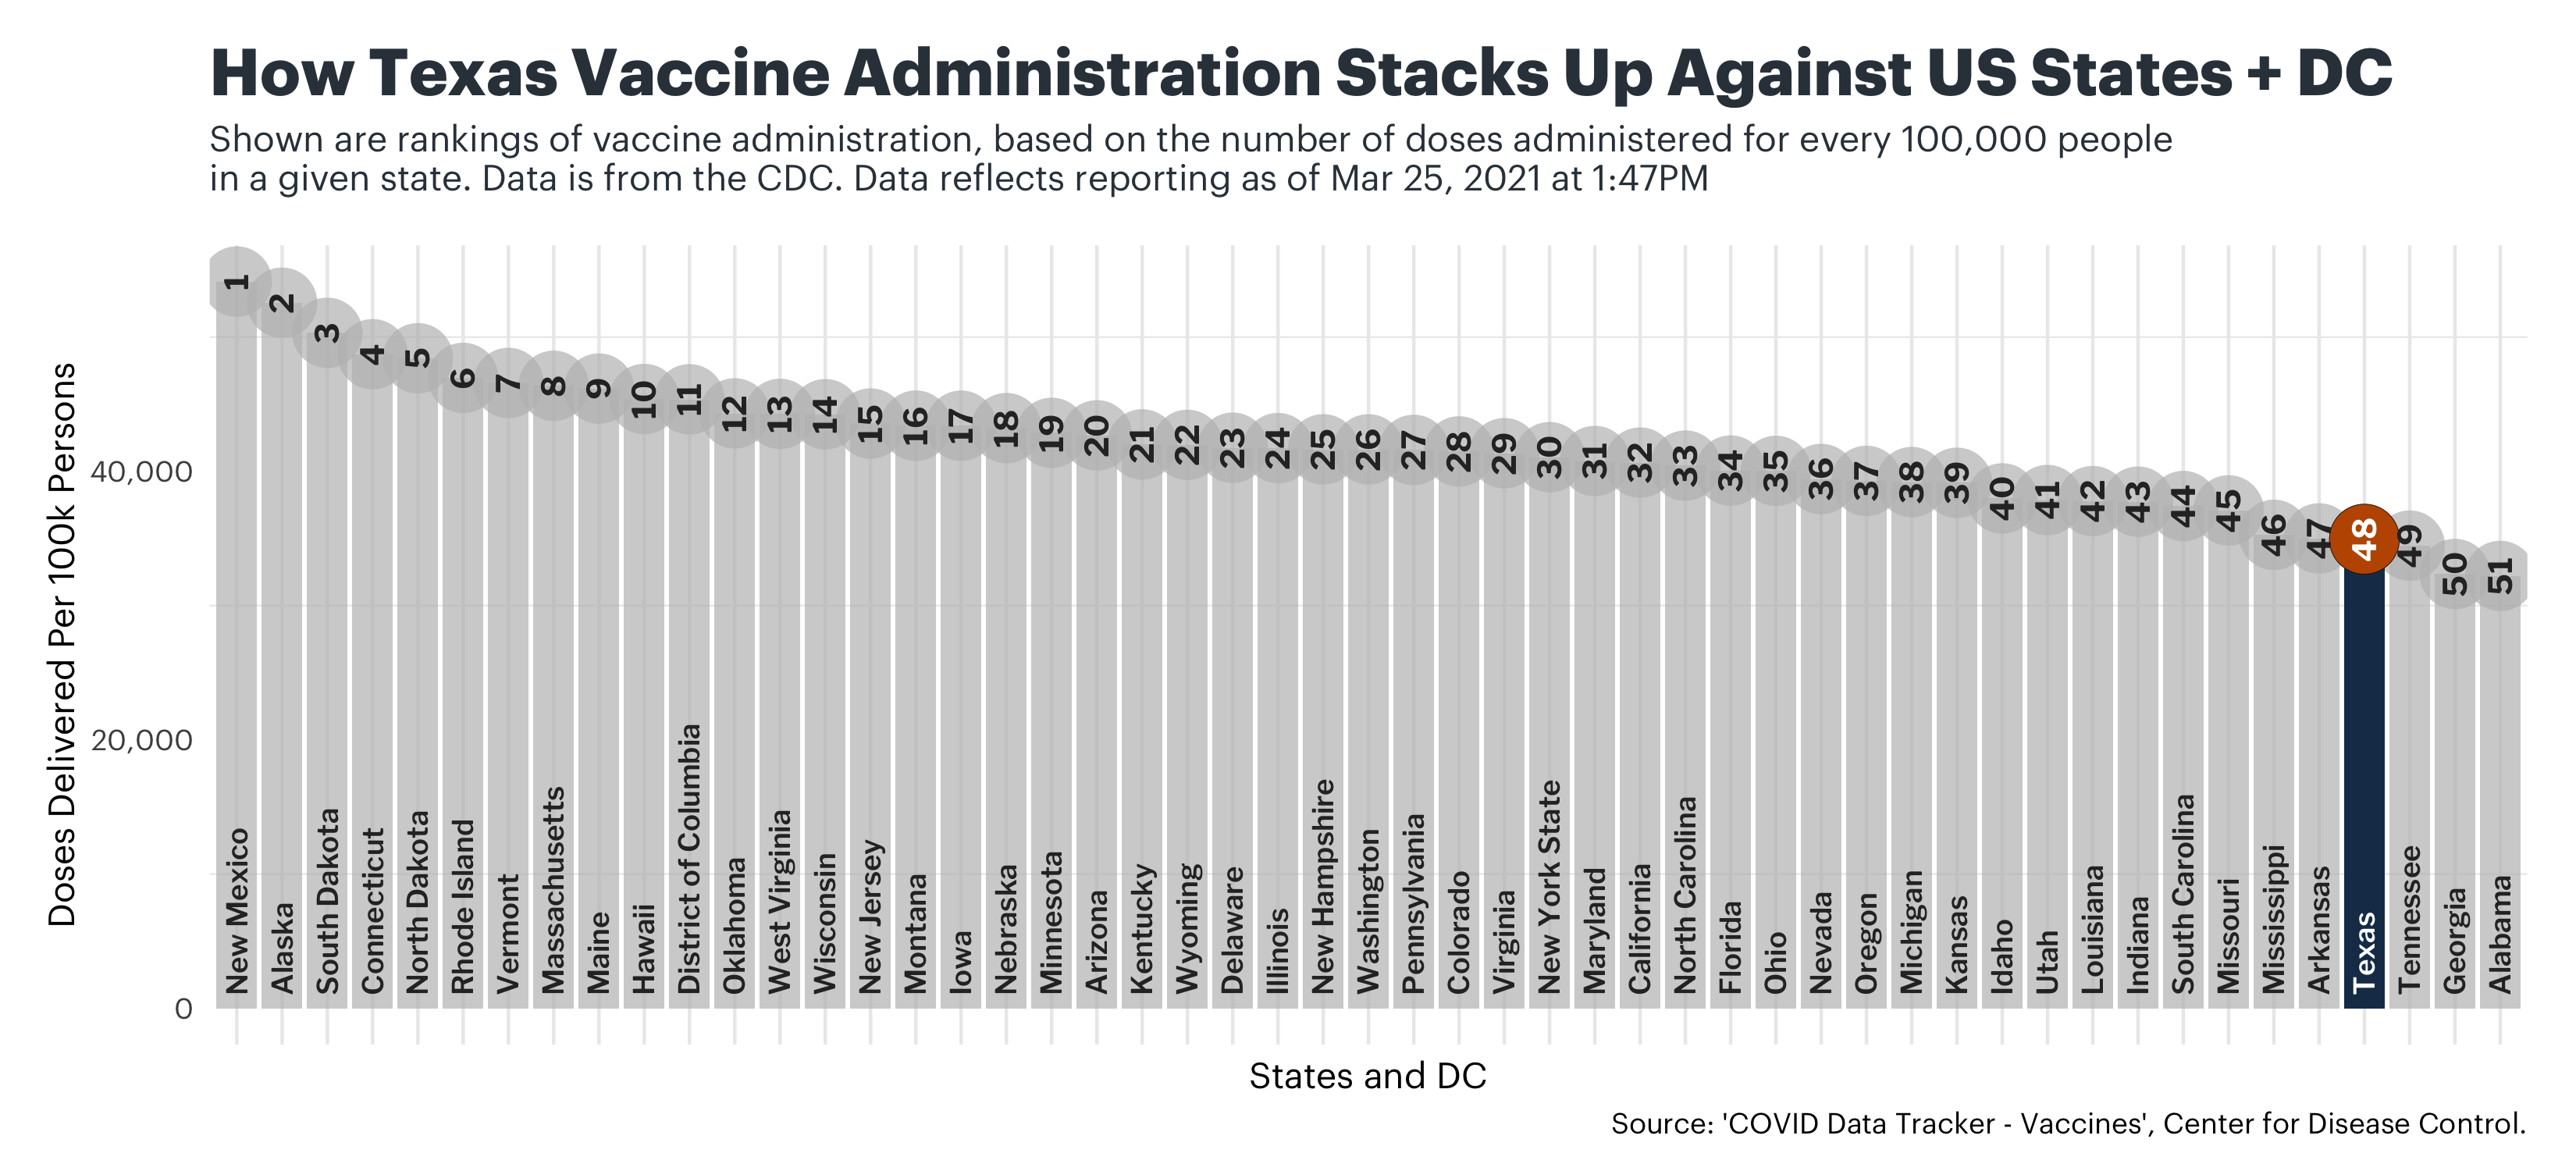 How Texas Vaccine Administration Stacks Up Against US States + DC
Shown are rankings of vaccine administration, based on the number of doses administered for every 100,000 people
in a given state. Data is from the CDC. Data reflects reporting as of Mar 25, 2021 at 1:47PM
Doses Delivered Per 100k Persons
40,000
20,000
0
1
2
3
4
5
6
7
8
9
10
11
12
13
14
15
16
17
18
19
20
21
22
23
24
25
26
27
28
29
30
31
32
33
34
35
36
37
38
39
40
41
42
43
44
45
46
47
48
49
50
51
New Mexico
Alaska
South Dakota
Connecticut
North Dakota
Rhode Island
Vermont
Massachusetts
Maine
Hawaii
District of Columbia
Oklahoma
West Virginia
Wisconsin
New Jersey
Montana
Iowa
Nebraska
Minnesota
Arizona
Kentucky
Wyoming
Delaware
Illinois
New Hampshire
Washington
Pennsylvania
Colorado
Virginia
New York State
Maryland
California
North Carolina
Florida
Ohio
Nevada
Oregon
Michigan
Kansas
Idaho
Utah
Louisiana
Indiana
South Carolina
Missouri
Mississippi
Arkansas
Texas
Tennessee
Georgia
Alabama
States and DC
Source: 'COVID Data Tracker - Vaccines', Center for Disease Control.